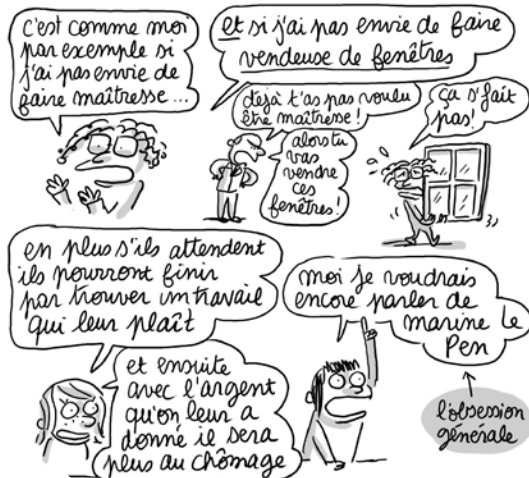 c'est comme moi
par exemple si
j'ai pas envie de
faire maîtresse...
et si j'ai pas envie de faire
vendeuse de fenêtres
déjà t'as pas voulu
être maîtresse !
alors tu
vas
vendre
ces
fenêtres !
ça s'fait
pas !
en plus s'ils attendent
ils pourront finir
par trouver un travail
qui leur plaît
et ensuite
avec l'argent
qu'on leur a
donné il sera
plus au chômage
moi je voudrais
encore parler de
marine le
Pen
l'obsession
générale